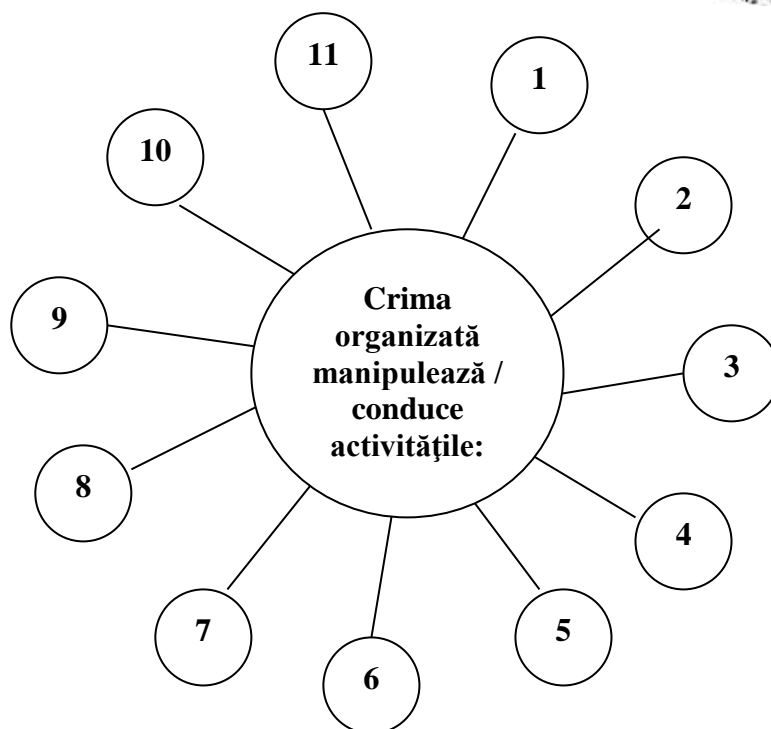 11
1
10
2
Crima
organizată
manipulează /
conduce
activităţile:
9
3
8
4
7
5
6